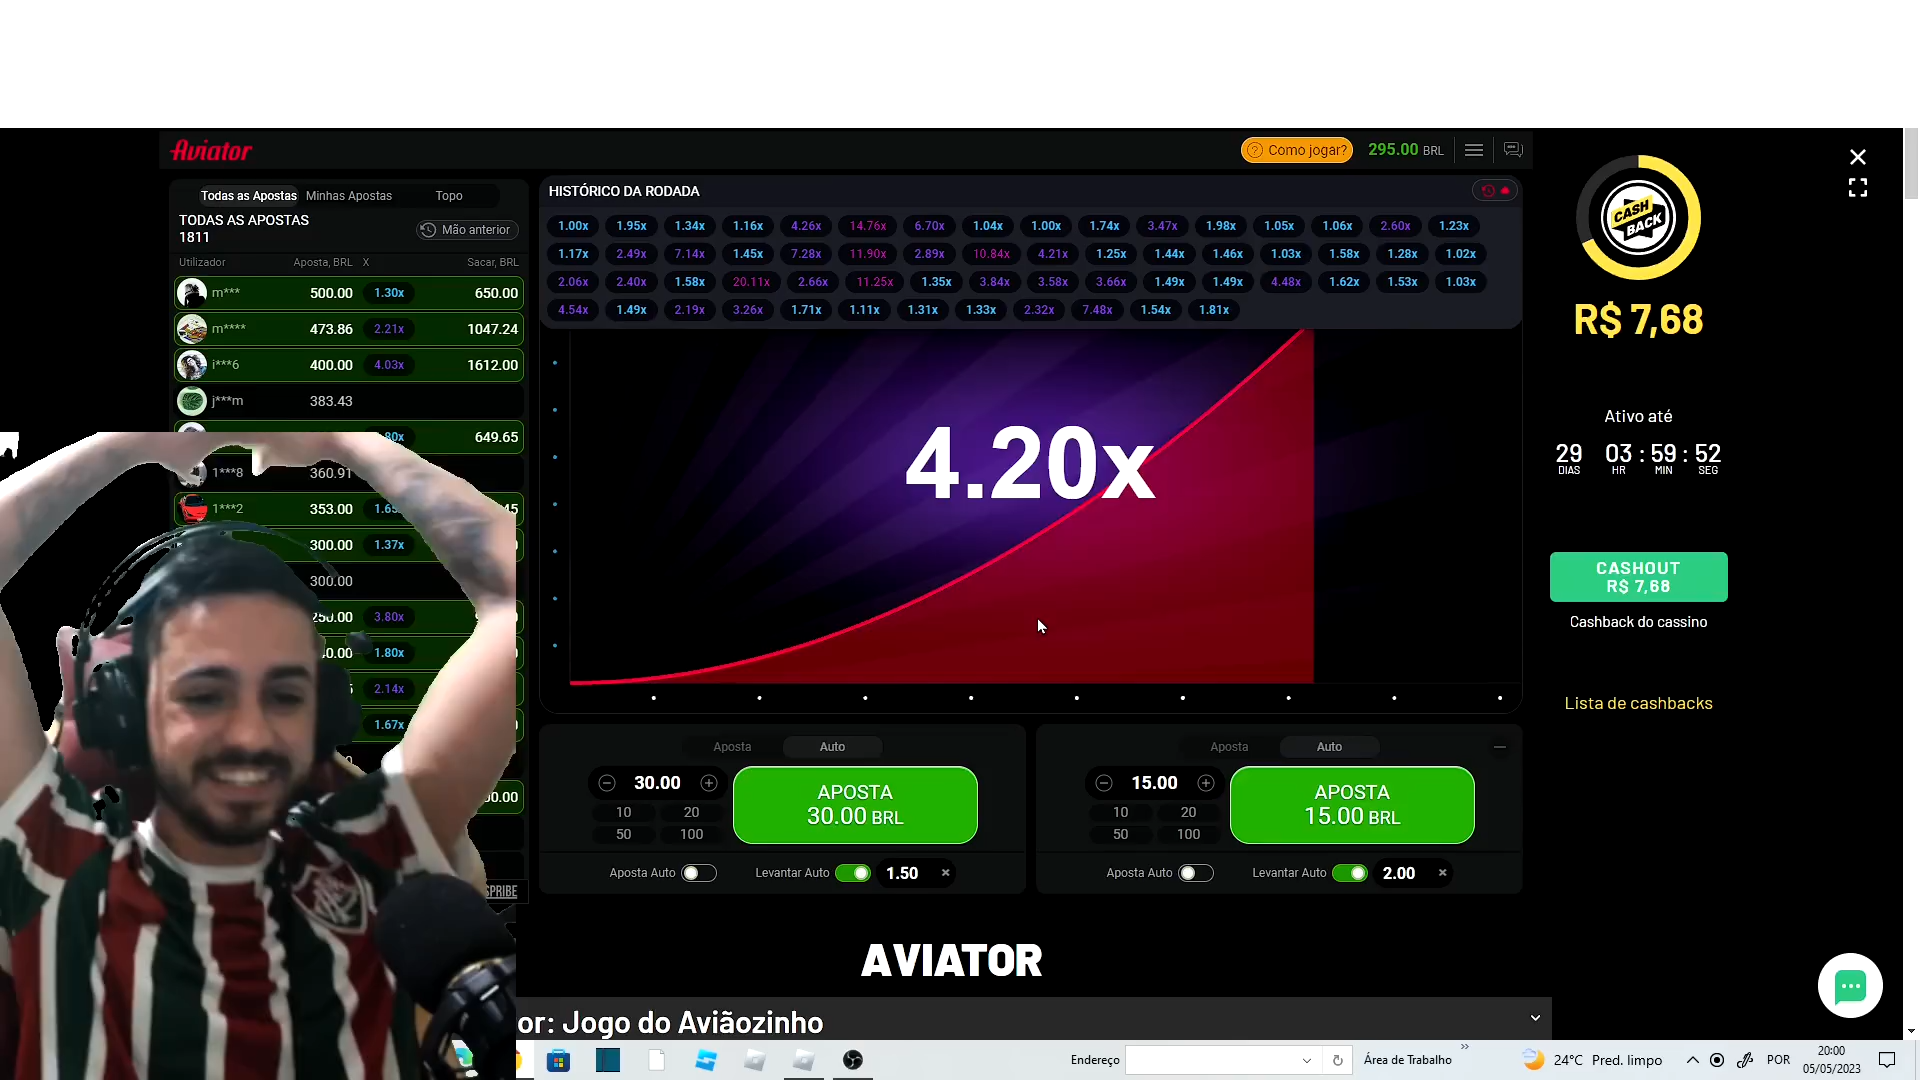 Aviator
Como jogar?
295.00 BRL
Todas as Apostas Minhas Apostas Topo
TODAS AS APOSTAS
1811
Mão anterior
Utilizador Aposta, BRL X Sacar, BRL
m*** 500.00 1.30x 650.00
m**** 473.86 2.21x 1047.24
i***6 400.00 4.03x 1612.00
j***m 383.43
649.65
1***8 360.91
1***2 353.00
300.00 1.37x
300.00
3.80x
1.80x
2.14x
1.67x
HISTÓRICO DA RODADA
1.00x 1.95x 1.34x 1.16x 4.26x 14.76x 6.70x 1.04x 1.00x 1.74x 3.47x 1.98x 1.05x 1.06x 2.60x 1.23x
1.17x 2.49x 7.14x 1.45x 7.28x 11.90x 2.89x 10.84x 4.21x 1.25x 1.44x 1.46x 1.03x 1.58x 1.28x 1.02x
2.06x 2.40x 1.58x 20.11x 2.66x 11.25x 1.35x 3.84x 3.58x 3.66x 1.49x 1.49x 4.48x 1.62x 1.53x 1.03x
4.54x 1.49x 2.19x 3.26x 1.71x 1.11x 1.31x 1.33x 2.32x 7.48x 1.54x 1.81x
4.20x
Aposta Auto
30.00
10 20
50 100
APOSTA
30.00 BRL
Aposta Auto Levantar Auto 1.50
Aposta Auto
15.00
10 20
50 100
APOSTA
15.00 BRL
Aposta Auto Levantar Auto 2.00
CASH
BACK
R$ 7,68
Ativo até
29 03 : 59 : 52
DIAS HR MIN SEG
CASHOUT
R$ 7,68
Cashback do cassino
Lista de cashbacks
AVIATOR
or: Jogo do Aviãozinho
Endereço
Área de Trabalho
24°C Pred. limpo
POR
20:00
05/05/2023